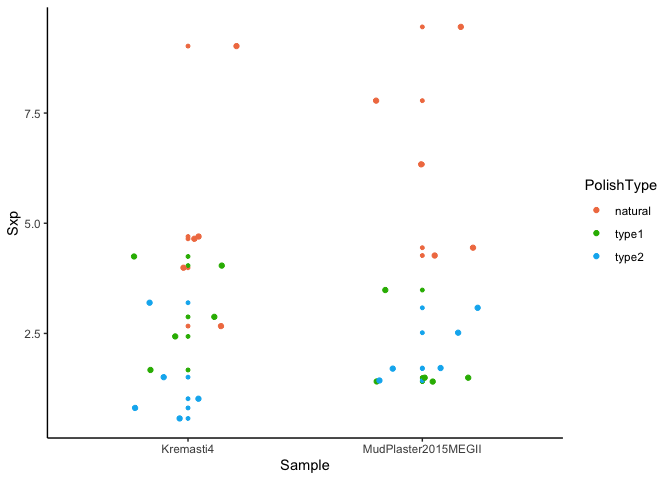 7.5
5.0
2.5
Sxp
Kremasti4
MudPlaster2015MEGII
Sample
PolishType
natural
type1
type2